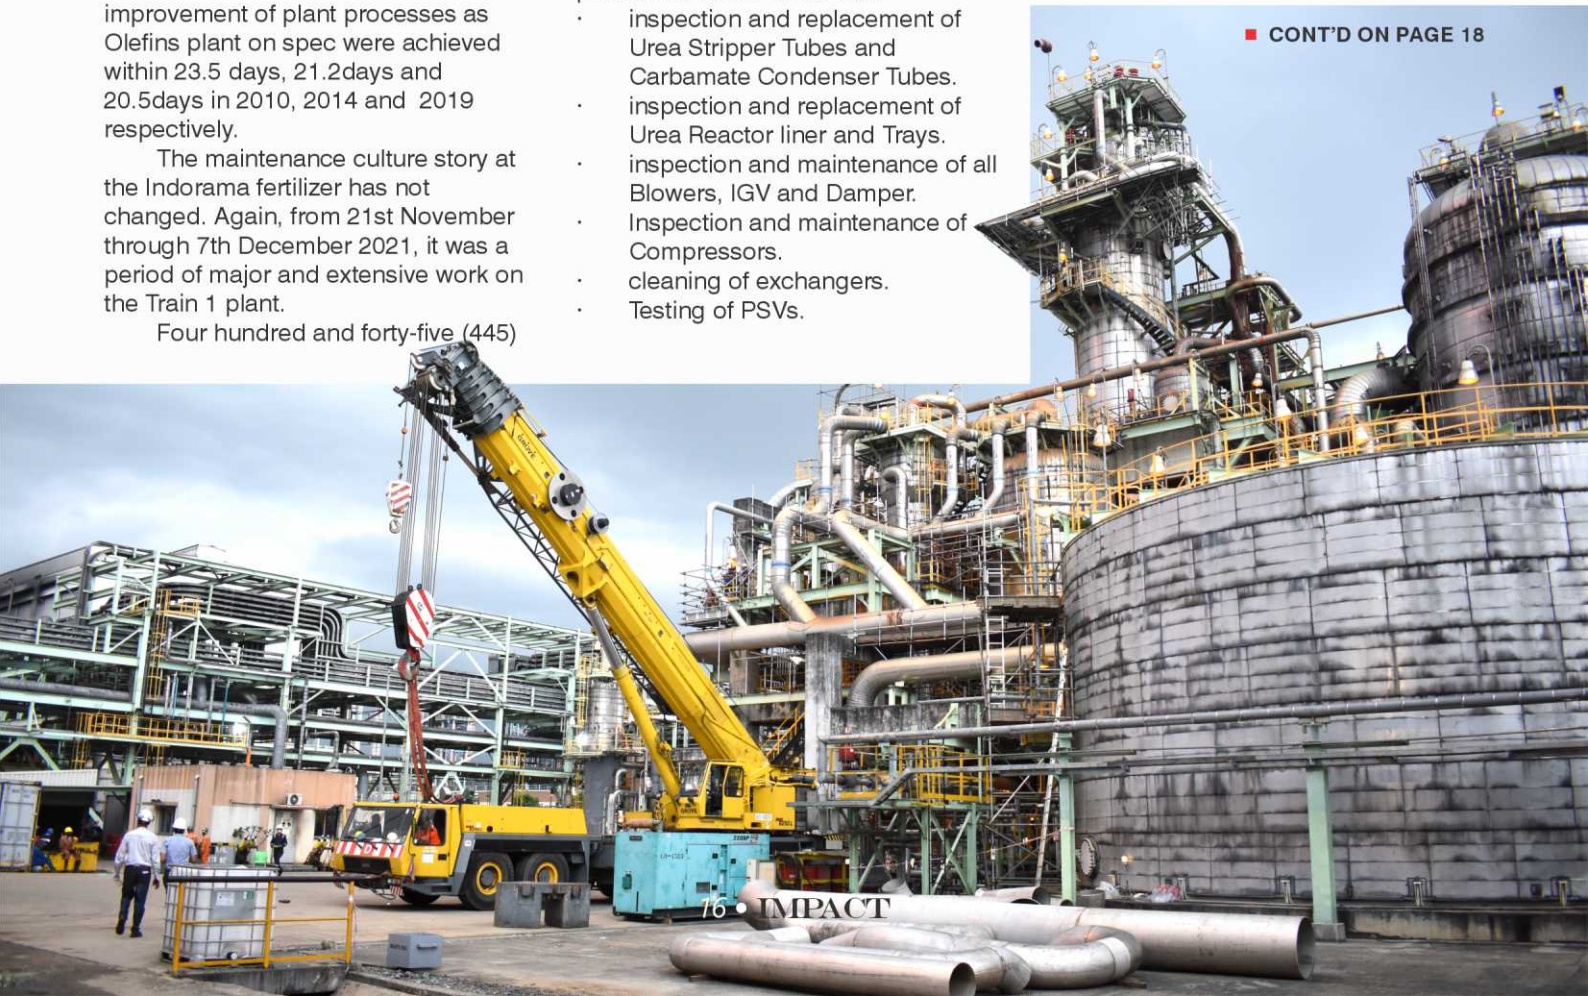 improvement of plant processes as
Olefins plant on spec were achieved
within 23.5 days, 21.2days and
20.5days in 2010, 2014 and  2019
respectively.
The maintenance culture story at
the Indorama fertilizer has not
changed. Again, from 21st November
through 7th December 2021, it was a
period of major and extensive work on
the Train 1 plant.
Four hundred and forty-five (445)
· inspection and replacement of
Urea Stripper Tubes and
Carbamate Condenser Tubes.
· inspection and replacement of
Urea Reactor liner and Trays.
· inspection and maintenance of all
Blowers, IGV and Damper.
· Inspection and maintenance of
Compressors.
· cleaning of exchangers.
· Testing of PSVs.
■ CONT'D ON PAGE 18
GROVE
GROVE
16 • IMPACT